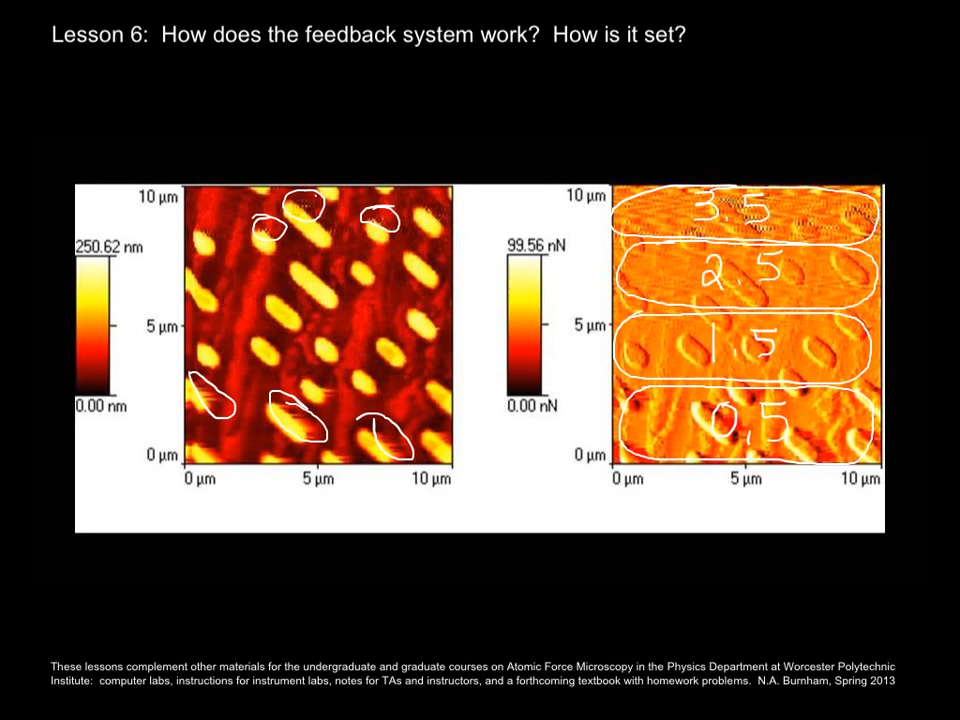 Lesson 6: How does the feedback system work? How is it set?
10 µm
250.62 nm
5 µm
0.00 nm
0 µm
0 µm
5 µm
10 µm
10 µm
99.56 nN
5 µm
0.00 nN
0 µm
0 µm
5 µm
10 µm
3.5
2.5
1.5
0.5
These lessons complement other materials for the undergraduate and graduate courses on Atomic Force Microscopy in the Physics Department at Worcester Polytechnic
Institute: computer labs, instructions for instrument labs, notes for TAs and instructors, and a forthcoming textbook with homework problems. N.A. Burnham, Spring 2013